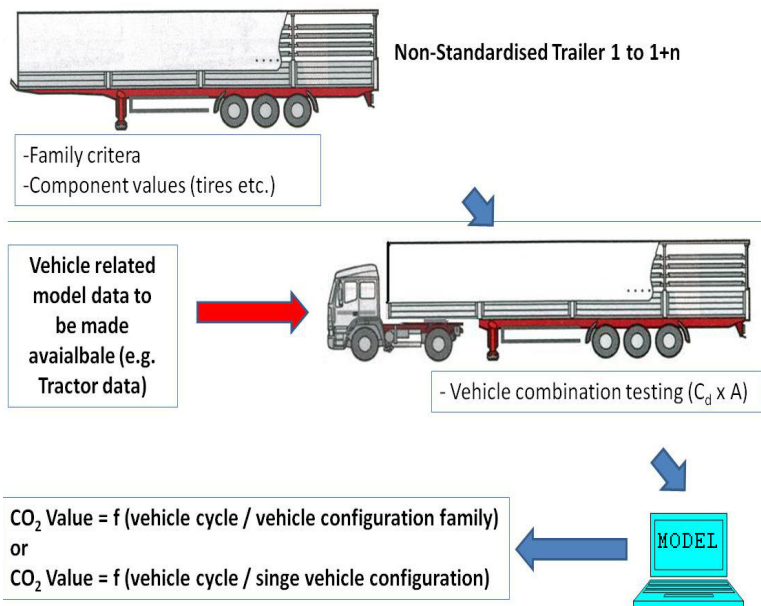 Non-Standardised Trailer 1 to 1+n
-Family critera
-Component values (tires etc.)
Vehicle related
model data to
be made
avaialbale (e.g.
Tractor data)
- Vehicle combination testing (Cd x A)
CO2 Value = f (vehicle cycle / vehicle configuration family)
or
CO2 Value = f (vehicle cycle / singe vehicle configuration)
MODEL